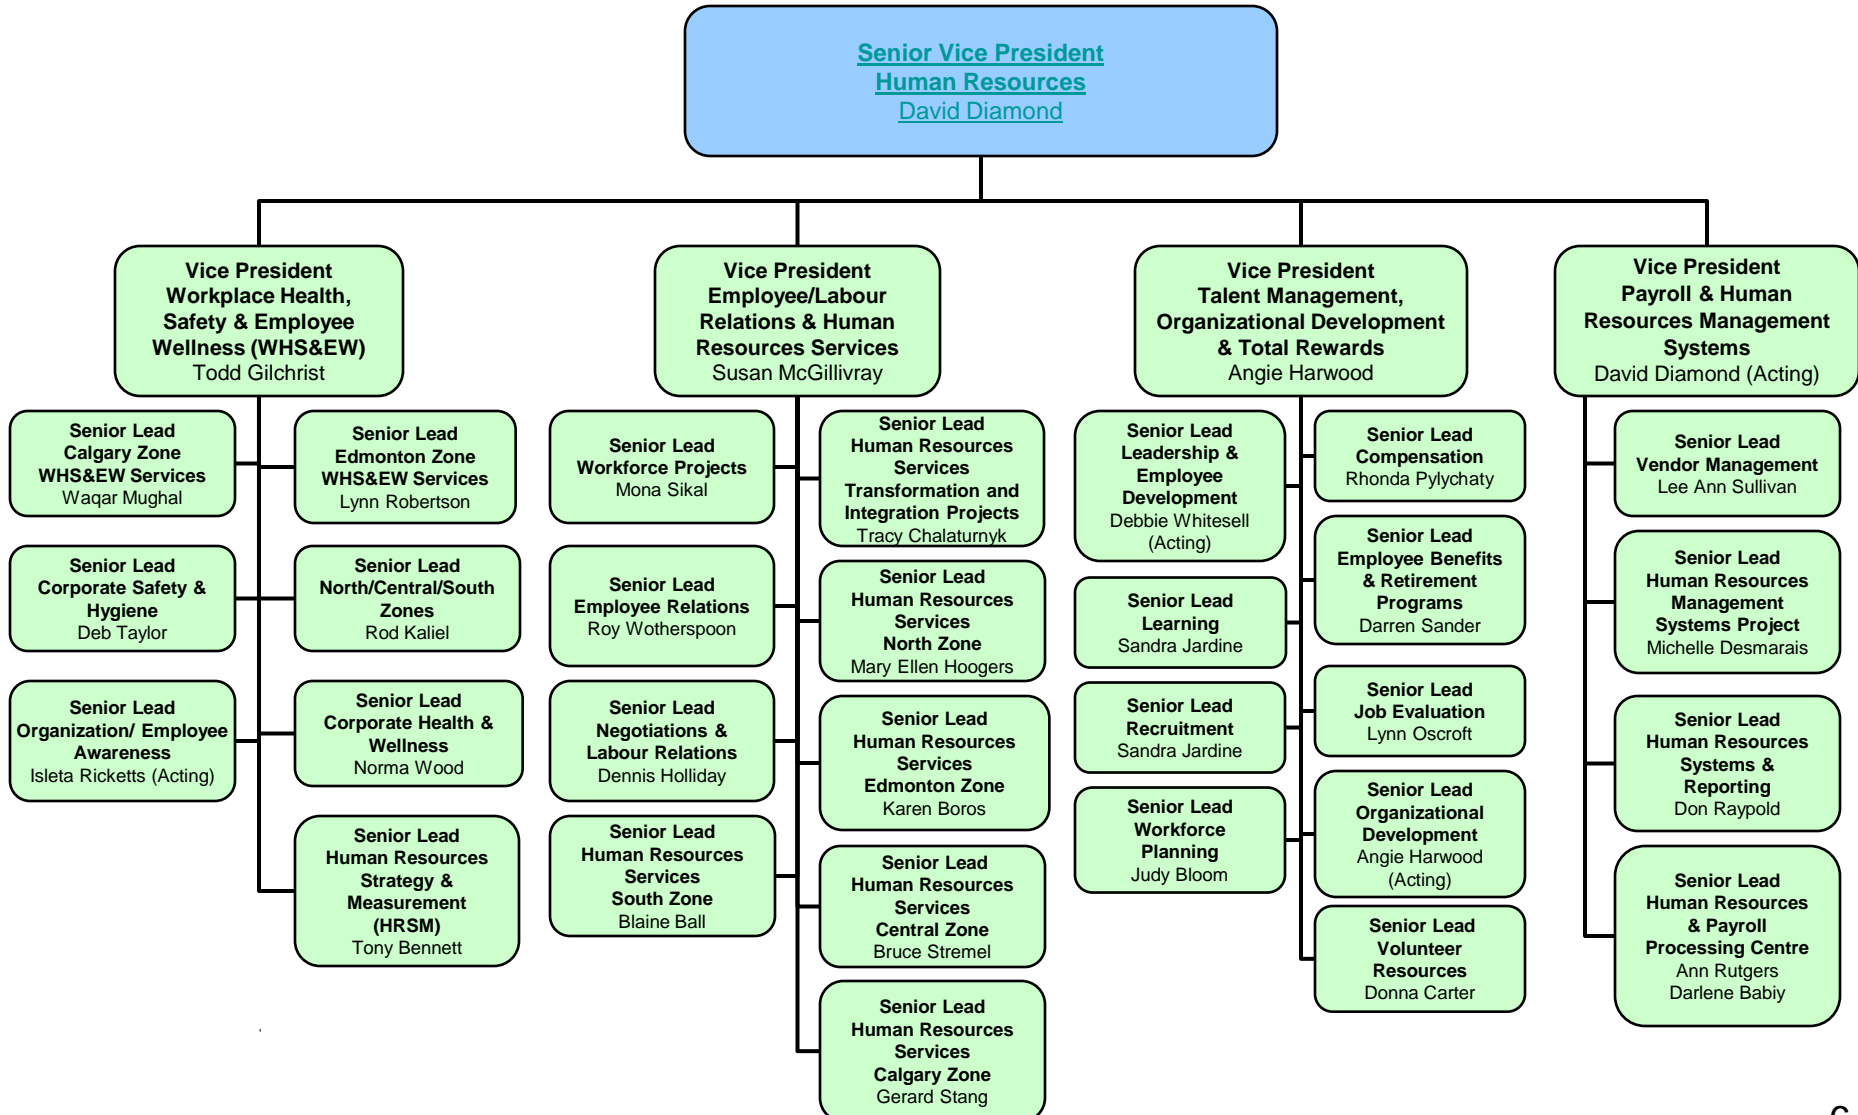 Senior Vice President
Human Resources
David Diamond
Vice President
Workplace Health,
Safety & Employee
Wellness (WHS&EW)
Todd Gilchrist
Vice President
Employee/Labour
Relations & Human
Resources Services
Susan McGillivray
Vice President
Talent Management,
Organizational Development
& Total Rewards
Angie Harwood
Vice President
Payroll & Human
Resources Management
Systems
David Diamond (Acting)
Senior Lead
Calgary Zone
WHS&EW Services
Waqar Mughal
Senior Lead
Edmonton Zone
WHS&EW Services
Lynn Robertson
Senior Lead
Corporate Safety &
Hygiene
Deb Taylor
Senior Lead
North/Central/South
Zones
Rod Kaliel
Senior Lead
Organization/ Employee
Awareness
Isleta Ricketts (Acting)
Senior Lead
Corporate Health &
Wellness
Norma Wood
Senior Lead
Human Resources
Strategy &
Measurement
(HRSM)
Tony Bennett
Senior Lead
Workforce Projects
Mona Sikal
Senior Lead
Human Resources
Services
Transformation and
Integration Projects
Tracy Chalaturnyk
Senior Lead
Employee Relations
Roy Wotherspoon
Senior Lead
Human Resources
Services
North Zone
Mary Ellen Hoogers
Senior Lead
Negotiations &
Labour Relations
Dennis Holliday
Senior Lead
Human Resources
Services
Edmonton Zone
Karen Boros
Senior Lead
Human Resources
Services
South Zone
Blaine Ball
Senior Lead
Human Resources
Services
Central Zone
Bruce Stremel
Senior Lead
Human Resources
Services
Calgary Zone
Gerard Stang
Senior Lead
Leadership &
Employee
Development
Debbie Whitesell
(Acting)
Senior Lead
Compensation
Rhonda Pylychaty
Senior Lead
Employee Benefits
& Retirement
Programs
Darren Sander
Senior Lead
Learning
Sandra Jardine
Senior Lead
Recruitment
Sandra Jardine
Senior Lead
Job Evaluation
Lynn Oscroft
Senior Lead
Workforce
Planning
Judy Bloom
Senior Lead
Organizational
Development
Angie Harwood
(Acting)
Senior Lead
Volunteer
Resources
Donna Carter
Senior Lead
Vendor Management
Lee Ann Sullivan
Senior Lead
Human Resources
Management
Systems Project
Michelle Desmarais
Senior Lead
Human Resources
Systems &
Reporting
Don Raypold
Senior Lead
Human Resources
& Payroll
Processing Centre
Ann Rutgers
Darlene Babiy